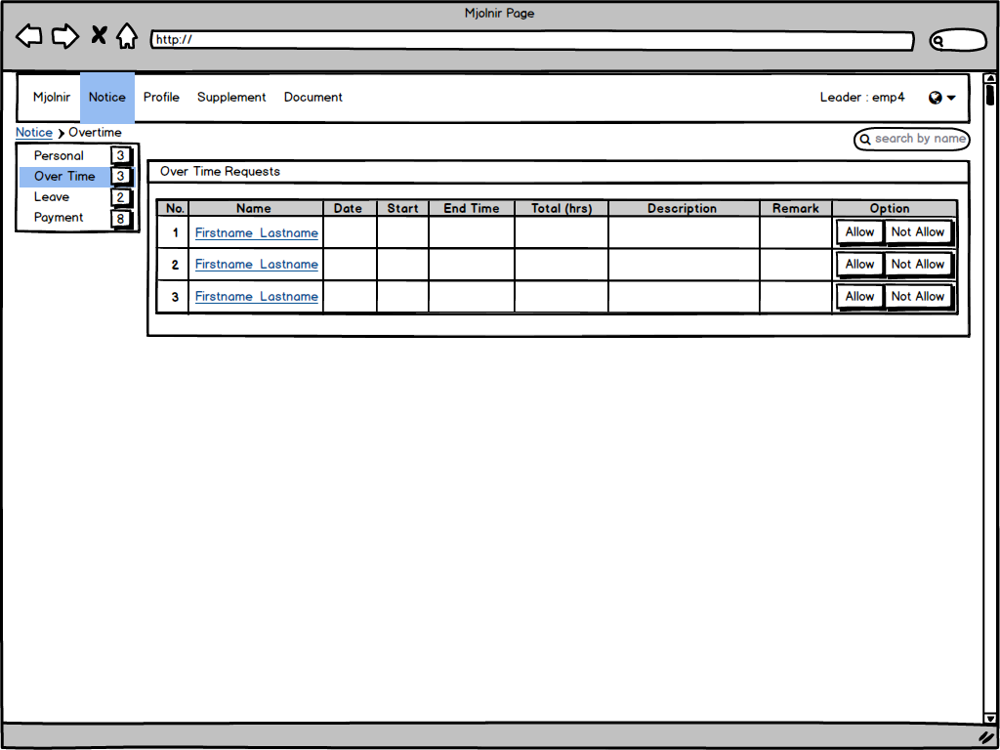 Mjolnir Page
http://
Mjolnir Notice Profile Supplement Document Leader : emp4
Notice Overtime
search by name
Personal 3
Over Time 3
Leave 2
Payment 8
Over Time Requests
No. Name Date Start End Time Total (hrs) Description Remark Option
1 Firstname Lastname Allow Not Allow
2 Firstname Lastname Allow Not Allow
3 Firstname Lastname Allow Not Allow